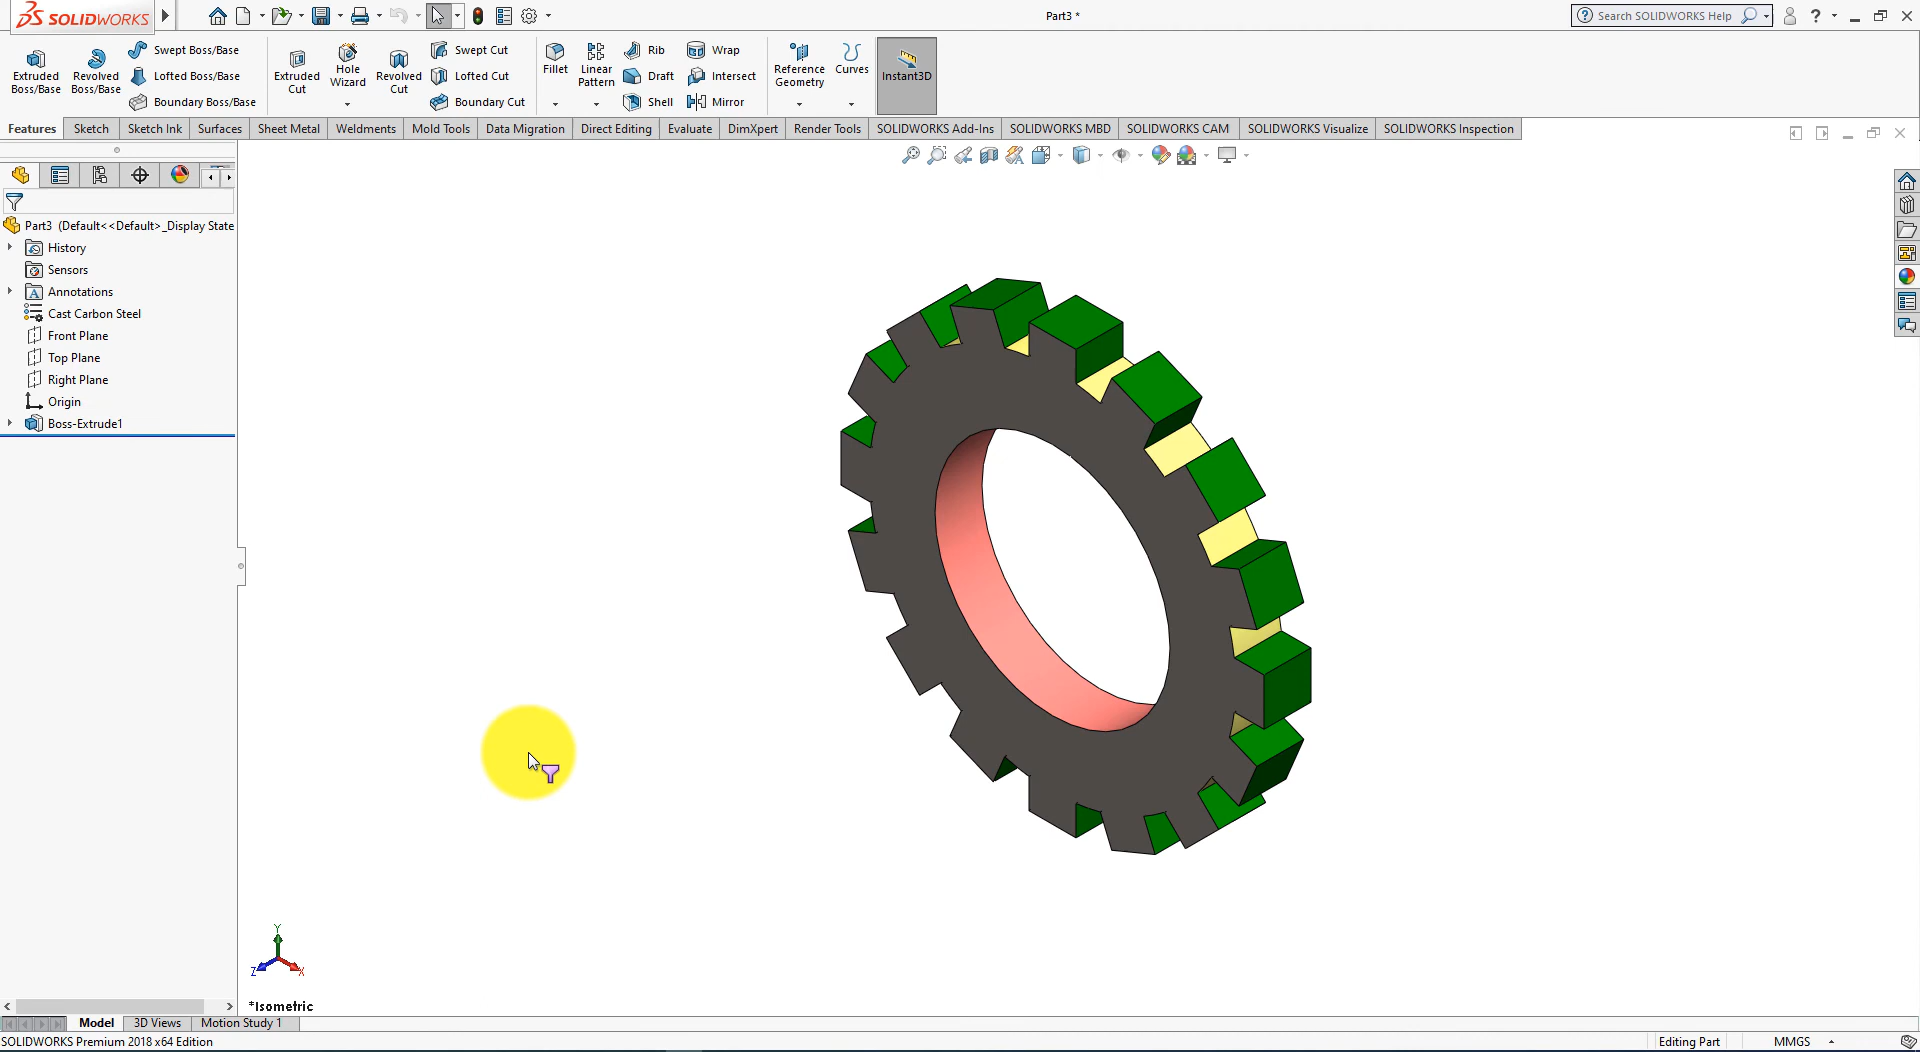 SOLIDWORKS
Part3 *
Search SOLIDWORKS Help
Extruded Boss/Base
Revolved Boss/Base
Swept Boss/Base
Lofted Boss/Base
Boundary Boss/Base
Extruded Cut
Hole Wizard
Revolved Cut
Swept Cut
Lofted Cut
Boundary Cut
Fillet
Linear Pattern
Rib
Draft
Shell
Wrap
Intersect
Mirror
Reference Geometry
Curves
Instant3D
Features
Sketch
Sketch Ink
Surfaces
Sheet Metal
Weldments
Mold Tools
Data Migration
Direct Editing
Evaluate
DimXpert
Render Tools
SOLIDWORKS Add-Ins
SOLIDWORKS MBD
SOLIDWORKS CAM
SOLIDWORKS Visualize
SOLIDWORKS Inspection
Part3 (Default<<Default>_Display State
History
Sensors
Annotations
Cast Carbon Steel
Front Plane
Top Plane
Right Plane
Origin
Boss-Extrude1
Y
Z
X
*Isometric
Model
3D Views
Motion Study 1
SOLIDWORKS Premium 2018 x64 Edition
Editing Part
MMGS